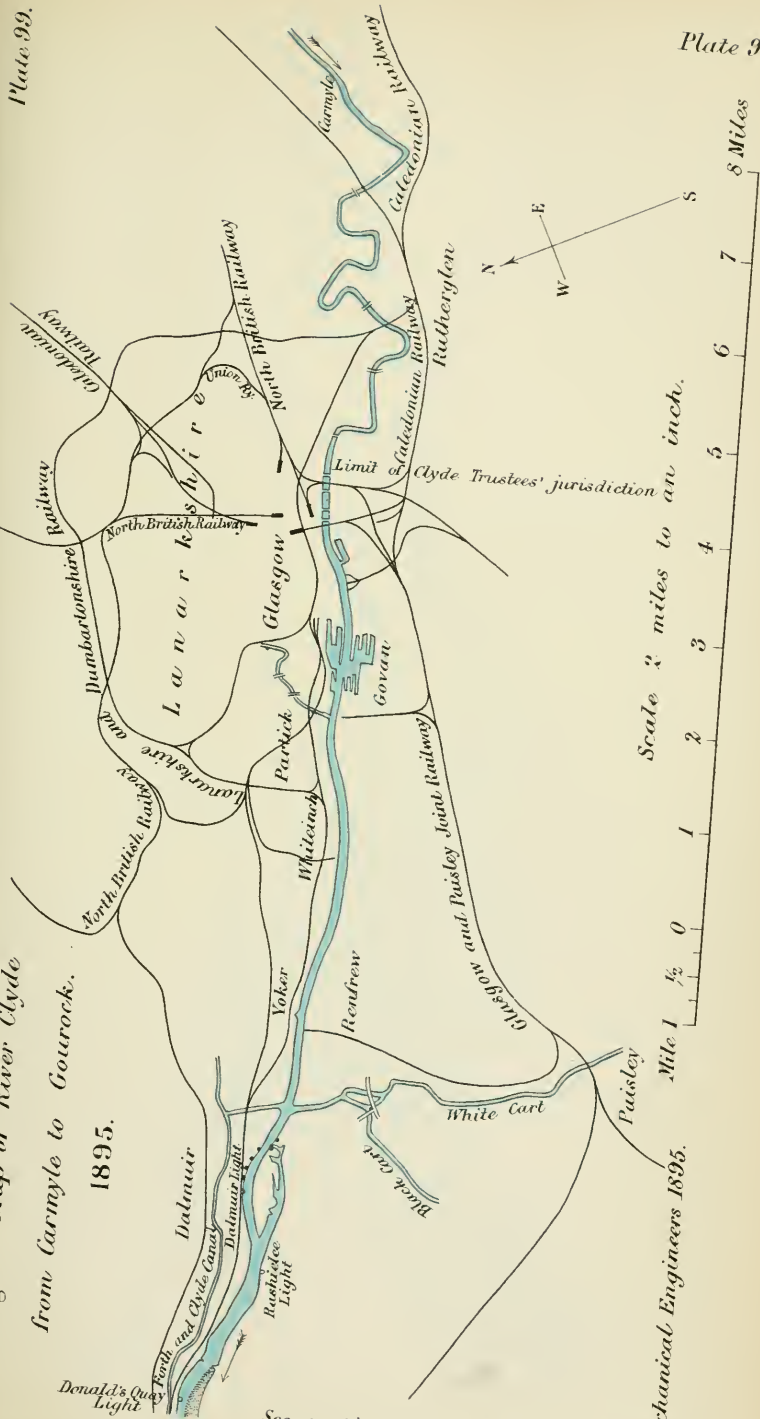 Plate 99.
Plate 9
Map of River Clyde
from Carmyle to Gourock.
1895.
Carmyle
Caledonian Railway
Caledonian Railway
Rutherglen
Caledonian
Railway
North British Railway
Union Ry.
Limit of Clyde Trustees' jurisdiction
Lanarkshire
Glasgow
North British Railway
Lanarkshire and Dumbartonshire Railway
North British Railway
Partick
Govan
Whiteinch
Glasgow and Paisley Joint Railway
Yoker
Renfrew
White Cart
Black Cart
Paisley
Dalmuir
Dalmuir Light
Forth and Clyde Canal
Rashielee
Light
Donald's Quay
Light
N
E
W
S
Scale 2 miles to an inch.
Mile 1 ½ 0 1 2 3 4 5 6 7 8 Miles
chanical Engineers 1895.